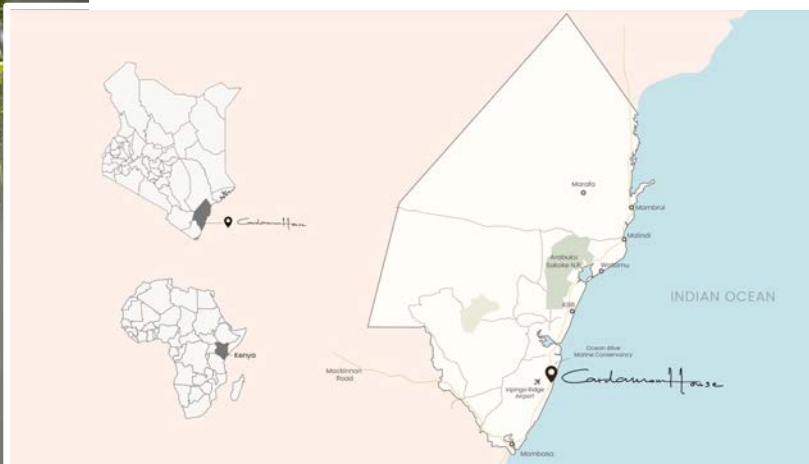 Cardamom House
Kenya
Marafa
Mambrui
Malindi
Arabuko
Sokoke N.R.
Watamu
Kilifi
INDIAN OCEAN
Ocean Alive
Marine Conservancy
Mackinnon
Road
Vipingo Ridge
Airport
Cardamom House
Mombasa